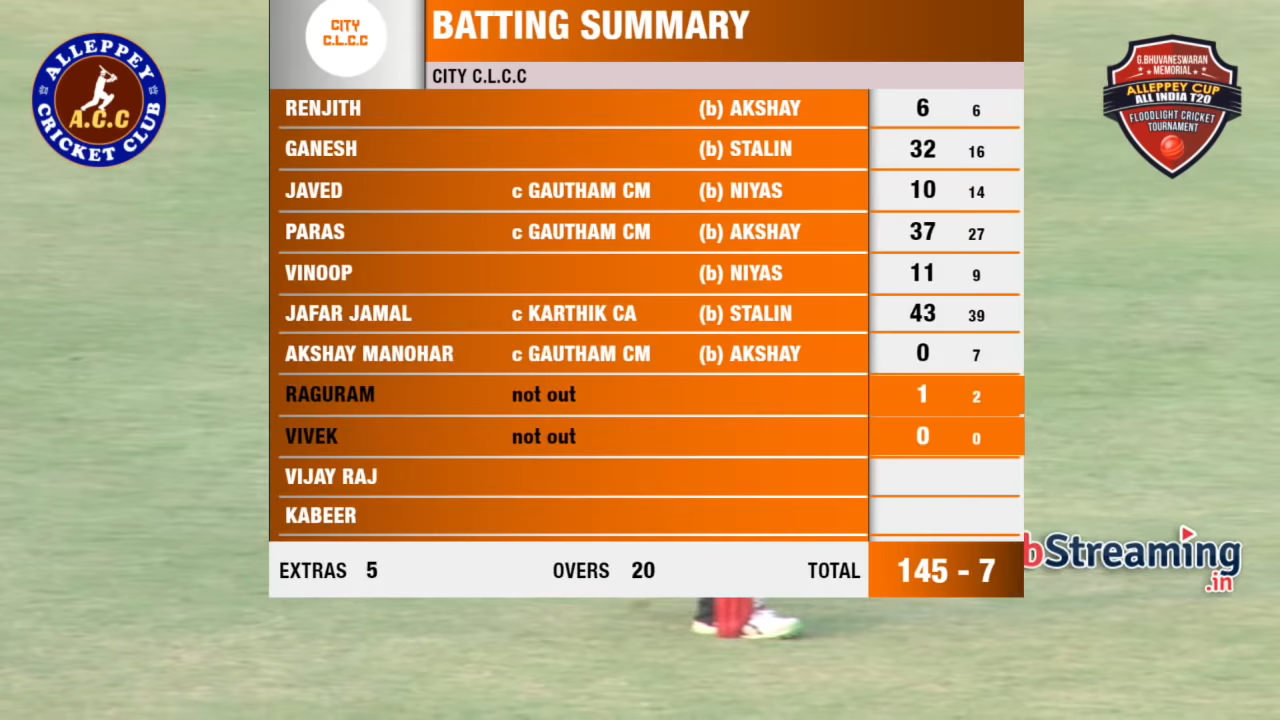 ALLEPPEY
A.C.C
CRICKET CLUB
CITY
C.L.C.C
BATTING SUMMARY
CITY C.L.C.C
G.BHUVANESWARAN
MEMORIAL
ALLEPPEY CUP
ALL INDIA T20
FLOODLIGHT CRICKET
TOURNAMENT
RENJITH (b) AKSHAY 6 6
GANESH (b) STALIN 32 16
JAVED c GAUTHAM CM (b) NIYAS 10 14
PARAS c GAUTHAM CM (b) AKSHAY 37 27
VINOOP (b) NIYAS 11 9
JAFAR JAMAL c KARTHIK CA (b) STALIN 43 39
AKSHAY MANOHAR c GAUTHAM CM (b) AKSHAY 0 7
RAGURAM not out 1 2
VIVEK not out 0 0
VIJAY RAJ
KABEER
EXTRAS 5 OVERS 20 TOTAL 145 - 7
bStreaming
.in